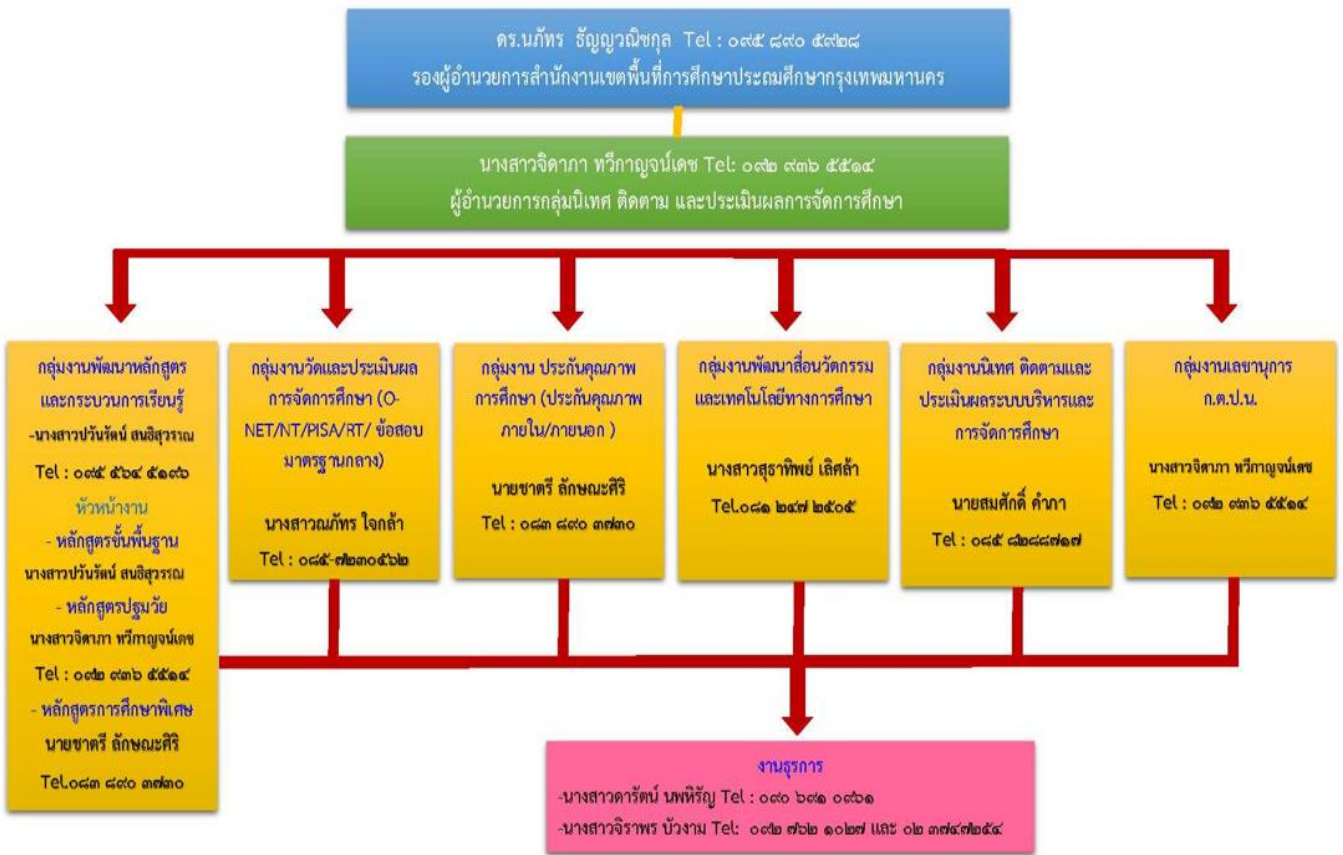 ดร.นภัทร ธัญญวณิชกุล Tel : ๐๙๕ ๘๙๐ ๕๙๒๘
รองผู้อำนวยการสำนักงานเขตพื้นที่การศึกษาประถมศึกษากรุงเทพมหานคร
นางสาวจิดาภา ทวีกาญจน์เดช Tel: ๐๙๒ ๙๓๖ ๕๕๑๔
ผู้อำนวยการกลุ่มนิเทศ ติดตาม และประเมินผลการจัดการศึกษา
กลุ่มงานพัฒนาหลักสูตร
และกระบวนการเรียนรู้
-นางสาวปวันรัตน์ สนธิสุวรรณ
Tel : ๐๙๕ ๕๖๔ ๕๑๙๖
หัวหน้างาน
- หลักสูตรขั้นพื้นฐาน
นางสาวปวันรัตน์ สนธิสุวรรณ
- หลักสูตรปฐมวัย
นางสาวจิดาภา ทวีกาญจน์เดช
Tel : ๐๙๒ ๙๓๖ ๕๕๑๔
- หลักสูตรการศึกษาพิเศษ
นายชาตรี ลักษณะศิริ
Tel.๐๘๓ ๘๙๐ ๓๗๓๐
กลุ่มงานวัดและประเมินผล
การจัดการศึกษา (O-
NET/NT/PISA/RT/ ข้อสอบ
มาตรฐานกลาง)
นางสาวณภัทร ใจกล้า
Tel : ๐๘๕-๗๒๓๐๕๖๒
กลุ่มงาน ประกันคุณภาพ
การศึกษา (ประกันคุณภาพ
ภายใน/ภายนอก )
นายชาตรี ลักษณะศิริ
Tel : ๐๘๓ ๘๙๐ ๓๗๓๐
กลุ่มงานพัฒนาสื่อนวัตกรรม
และเทคโนโลยีทางการศึกษา
นางสาวสุธาทิพย์ เลิศล้ำ
Tel.๐๘๑ ๒๔๗ ๒๕๐๕
กลุ่มงานนิเทศ ติดตามและ
ประเมินผลระบบบริหารและ
การจัดการศึกษา
นายสมศักดิ์ คำภา
Tel : ๐๘๕ ๘๒๘๘๗๑๗
กลุ่มงานเลขานุการ
ก.ต.ป.น.
นางสาวจิดาภา ทวีกาญจน์เดช
Tel : ๐๙๒ ๙๓๖ ๕๕๑๔
งานธุรการ
-นางสาวดารัตน์ นพหิรัญ Tel : ๐๙๐ ๖๙๑ ๐๙๖๑
-นางสาวจิราพร บัวงาม Tel: ๐๙๒ ๗๖๒ ๑๐๒๗ และ ๐๒ ๓๗๔๗๒๕๔